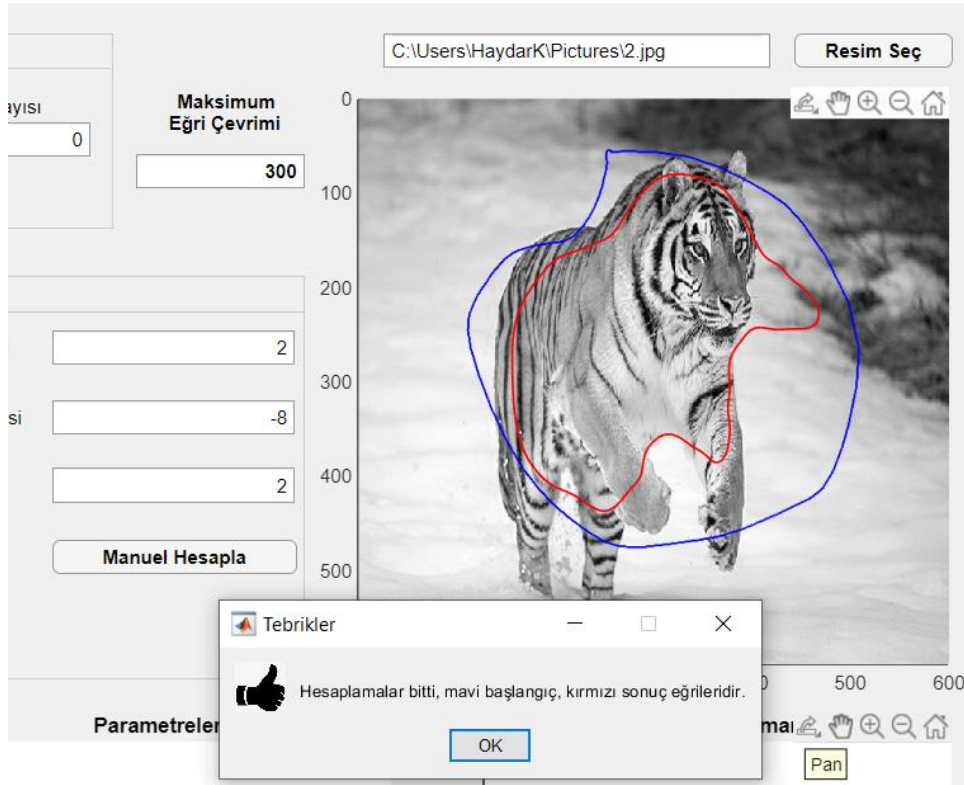 C:\Users\HaydarK\Pictures\2.jpg
Resim Seç
ayısı
0
Maksimum
Eğri Çevrimi
300
0
100
200
300
400
500
2
si
-8
2
Manuel Hesapla
500
600
Tebrikler
Hesaplamalar bitti, mavi başlangıç, kırmızı sonuç eğrileridir.
OK
Parametreler
Pan